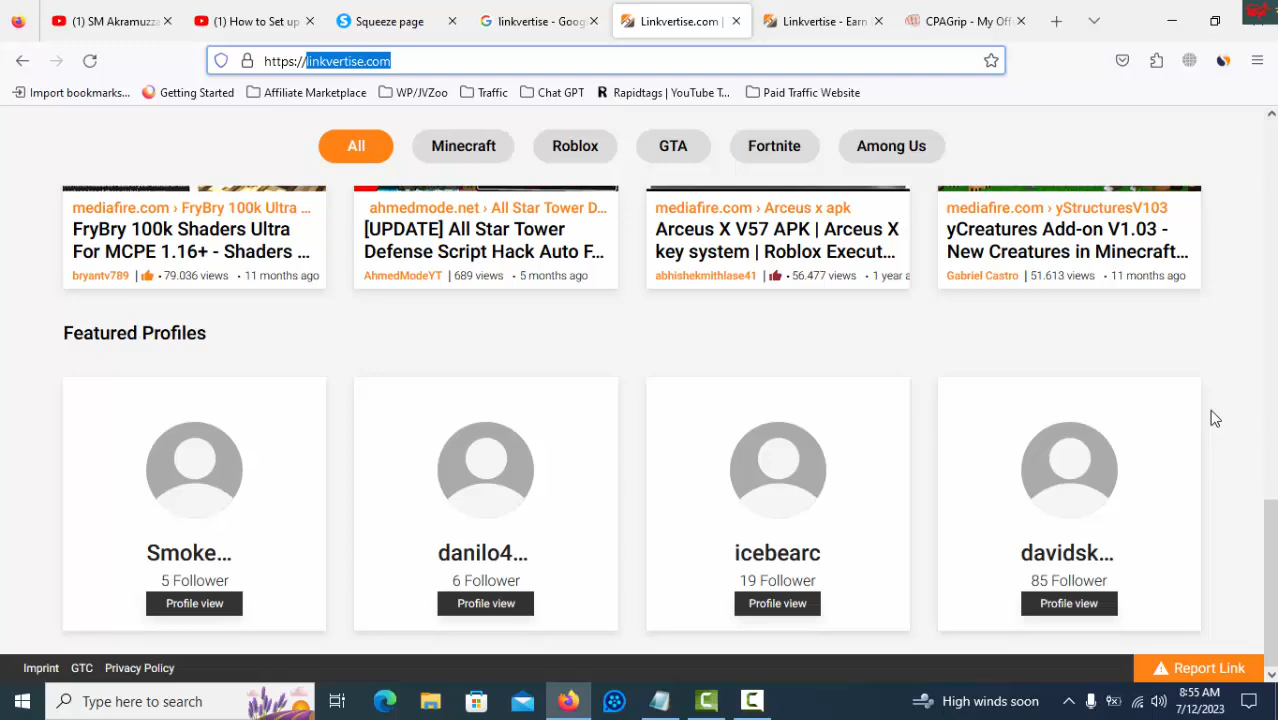 (1) SM Akramuzza
(1) How to Set up
Squeeze page
linkvertise - Goog
Linkvertise.com |
Linkvertise - Earn
CPAGrip - My Off
https://linkvertise.com
Import bookmarks...
Getting Started
Affiliate Marketplace
WP/JVZoo
Traffic
Chat GPT
Rapidtags | YouTube T...
Paid Traffic Website
All
Minecraft
Roblox
GTA
Fortnite
Among Us
mediafire.com › FryBry 100k Ultra ...
FryBry 100k Shaders Ultra
For MCPE 1.16+ - Shaders ...
bryantv789 | • 79.036 views • 11 months ago
ahmedmode.net › All Star Tower D...
[UPDATE] All Star Tower
Defense Script Hack Auto F...
AhmedModeYT | 689 views • 5 months ago
mediafire.com › Arceus x apk
Arceus X V57 APK | Arceus X
key system | Roblox Execut...
abhishekmithlase41 | • 56.477 views • 1 year a
mediafire.com › yStructuresV103
yCreatures Add-on V1.03 -
New Creatures in Minecraft...
Gabriel Castro | 51.613 views • 11 months ago
Featured Profiles
Smoke...
5 Follower
Profile view
danilo4...
6 Follower
Profile view
icebearc
19 Follower
Profile view
davidsk...
85 Follower
Profile view
Imprint
GTC
Privacy Policy
Report Link
Type here to search
High winds soon
8:55 AM
7/12/2023